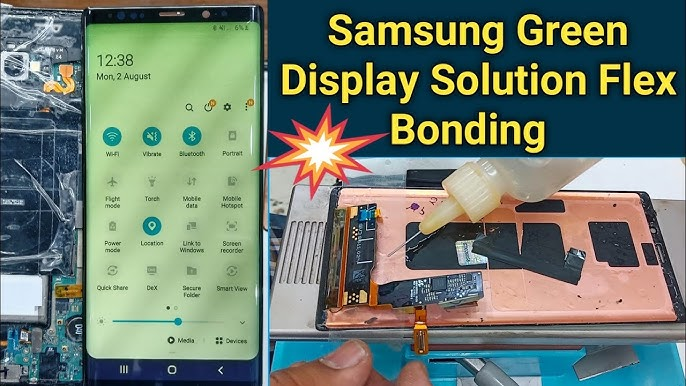 Samsung Green
Display Solution Flex
Bonding
4G
6%
12:38
Mon, 2 August
Wi-Fi
Vibrate
Bluetooth
Portrait
Flight
mode
Torch
Mobile
data
Mobile
Hotspot
Power
mode
Location
Link to
Windows
Screen
recorder
Quick Share
DeX
Secure
Folder
Smart View
Media
Devices